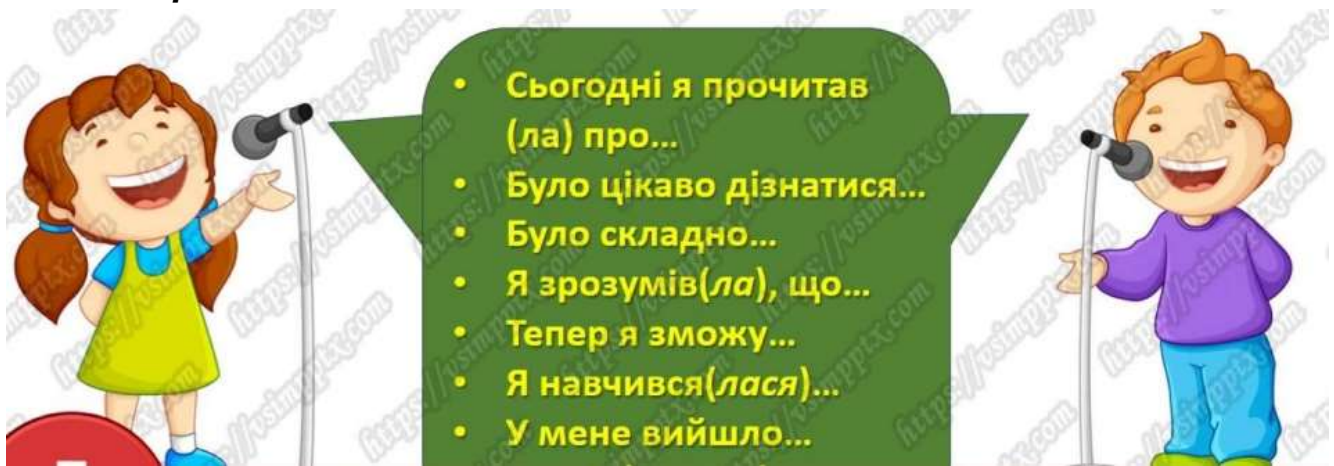 • Сьогодні я прочитав
(ла) про...
• Було цікаво дізнатися...
• Було складно...
• Я зрозумів(ла), що...
• Тепер я зможу...
• Я навчився(лася)...
• У мене вийшло...